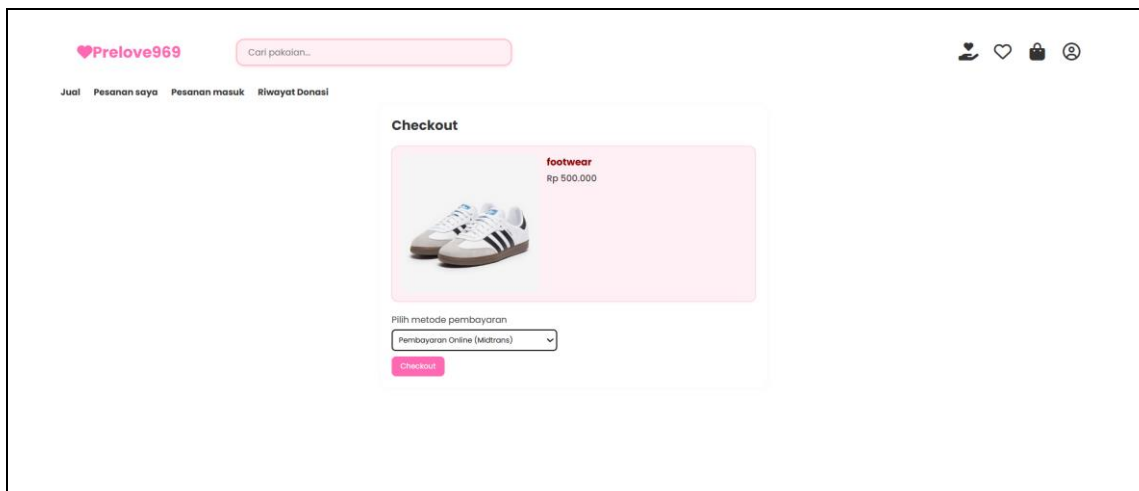 Prelove969
Cari pakaian...
Jual Pesanan saya Pesanan masuk Riwayat Donasi
Checkout
footwear
Rp 500.000
Pilih metode pembayaran
Pembayaran Online (Midtrans)
Checkout